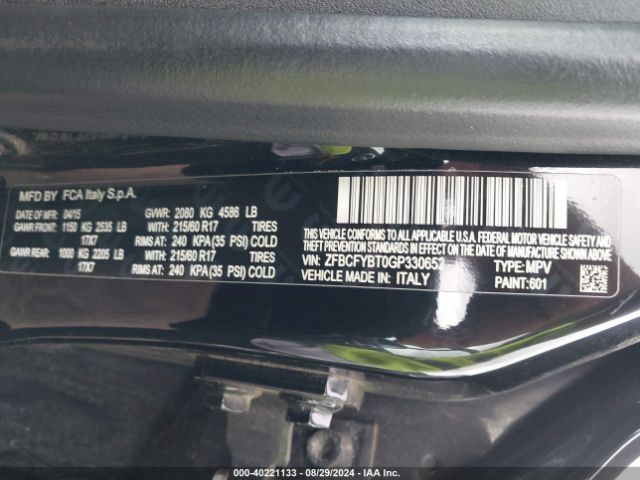 MFD BY FCA Italy S.p.A.
DATE OF MFR 04/15 GVWR: 2080 KG 4586 LB
GAWR FRONT: 1150 KG 2535 LB WITH 215/60 R17 TIRES
17X7 RIMS AT: 240 KPA (35 PSI) COLD
GAWR REAR: 1000 KG 2205 LB WITH 215/60 R17 TIRES
17X7 RIMS AT: 240 KPA (35 PSI) COLD
THIS VEHICLE CONFORMS TO ALL APPLICABLE U.S.A. FEDERAL MOTOR
VEHICLE SAFETY, BUMPER AND THEFT PREVENTION
STANDARDS IN EFFECT ON THE DATE OF MANUFACTURE SHOWN ABOVE
VIN: ZFBCFYBT0GP330652 TYPE: MPV
VEHICLE MADE IN: ITALY PAINT: 601
000-40221133 - 08/29/2024 - IAA Inc.